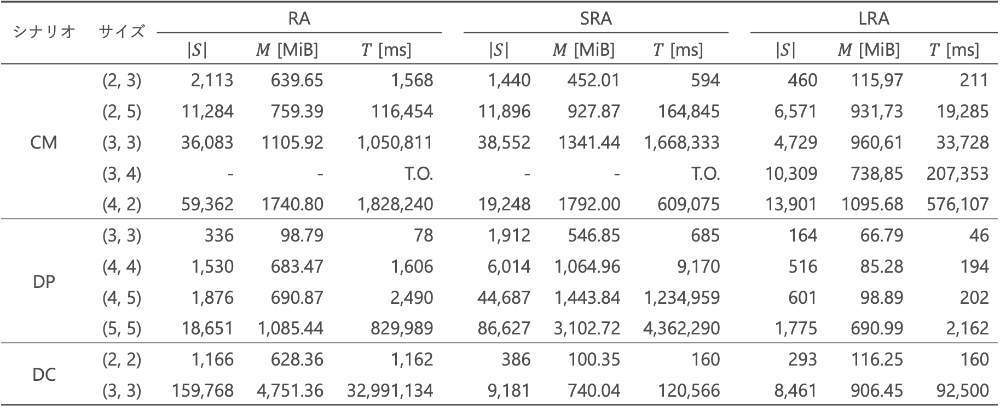 シナリオ サイズ RA SRA LRA
|S| M [MiB] T [ms] |S| M [MiB] T [ms] |S| M [MiB] T [ms]
CM (2, 3) 2,113 639.65 1,568 1,440 452.01 594 460 115,97 211
(2, 5) 11,284 759.39 116,454 11,896 927.87 164,845 6,571 931,73 19,285
(3, 3) 36,083 1105.92 1,050,811 38,552 1341.44 1,668,333 4,729 960,61 33,728
(3, 4) - - T.O. - - T.O. 10,309 738,85 207,353
(4, 2) 59,362 1740.80 1,828,240 19,248 1792.00 609,075 13,901 1095.68 576,107
DP (3, 3) 336 98.79 78 1,912 546.85 685 164 66.79 46
(4, 4) 1,530 683.47 1,606 6,014 1,064.96 9,170 516 85.28 194
(4, 5) 1,876 690.87 2,490 44,687 1,443.84 1,234,959 601 98.89 202
(5, 5) 18,651 1,085.44 829,989 86,627 3,102.72 4,362,290 1,775 690.99 2,162
DC (2, 2) 1,166 628.36 1,162 386 100.35 160 293 116.25 160
(3, 3) 159,768 4,751.36 32,991,134 9,181 740.04 120,566 8,461 906.45 92,500